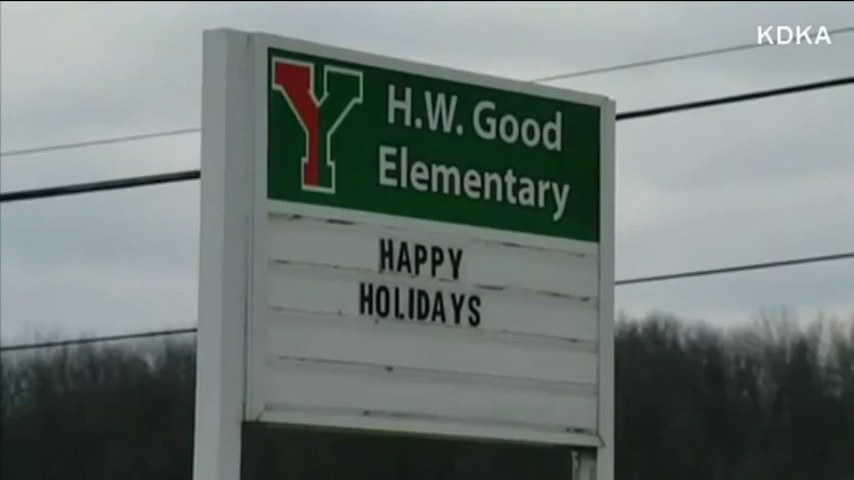 KDKA
Y H.W. Good
Elementary
HAPPY
HOLIDAYS